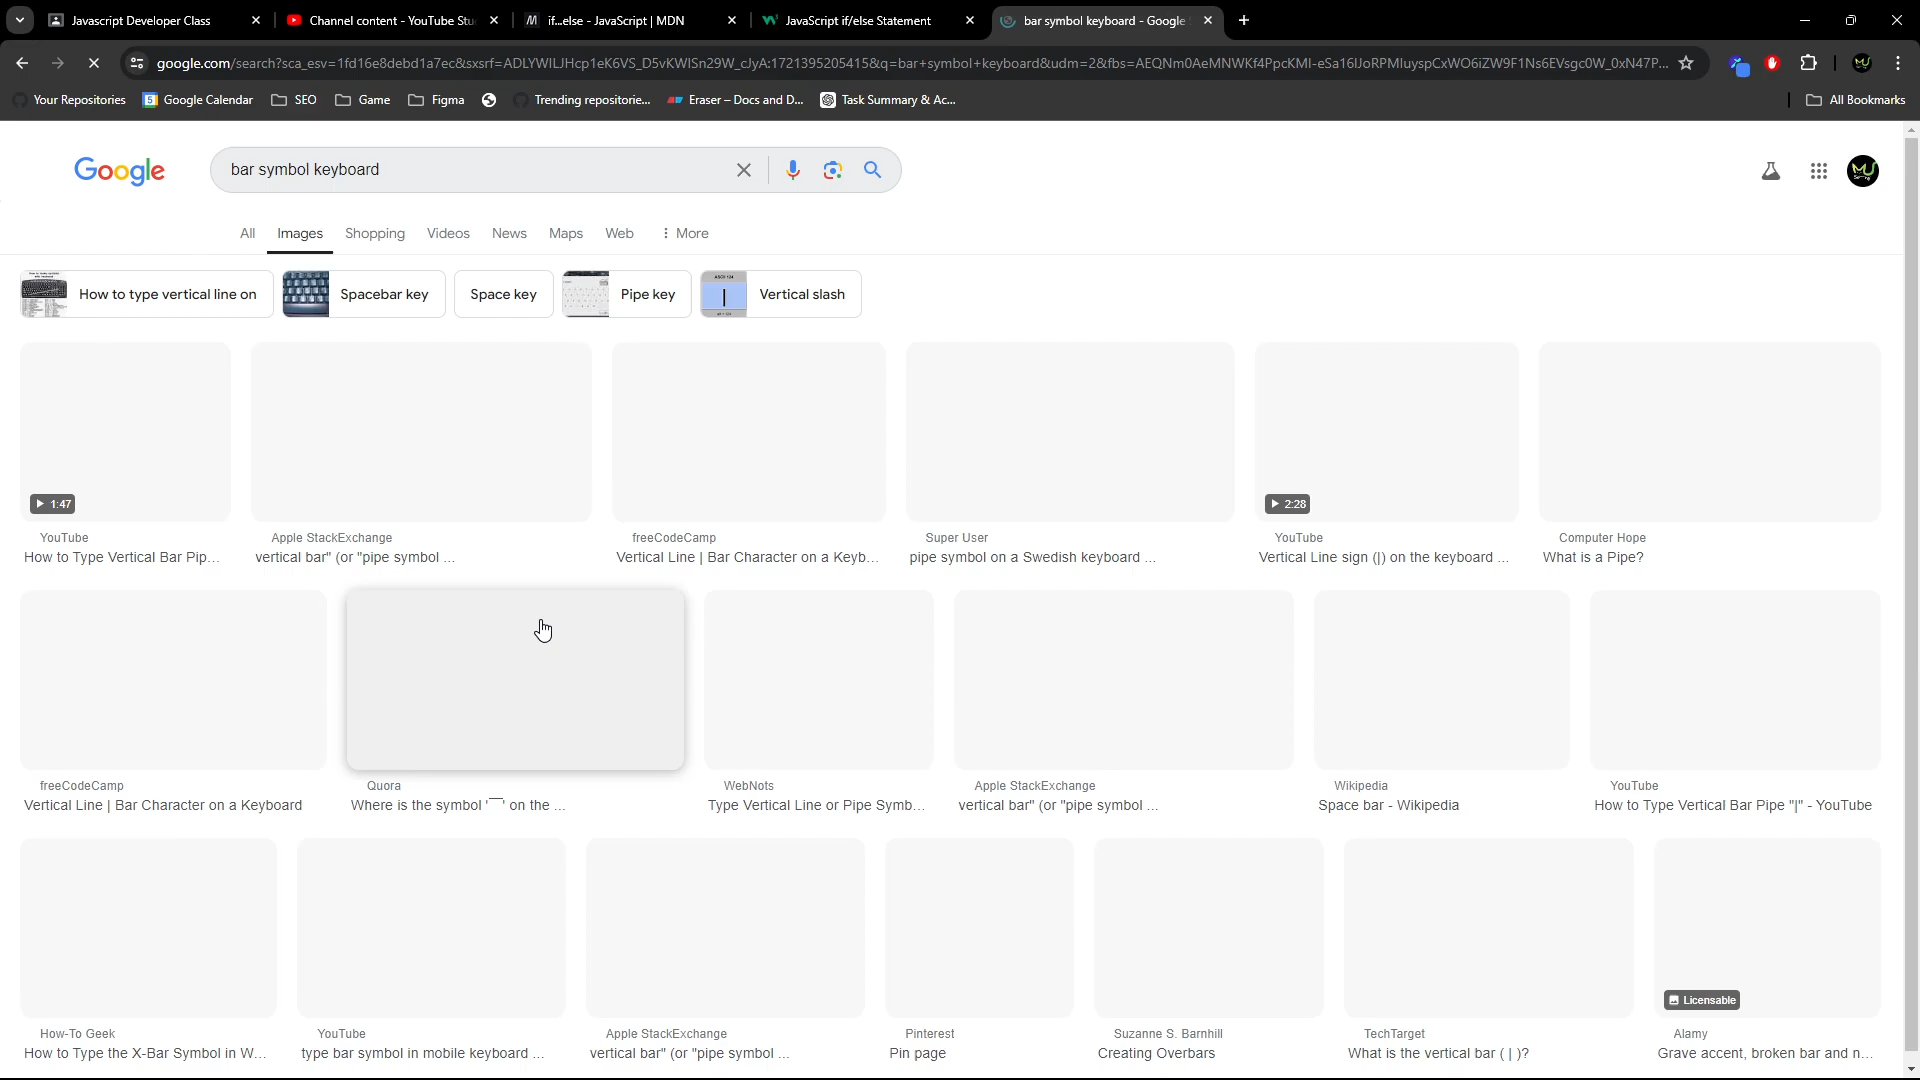 Javascript Developer Class
Channel content - YouTube Stu
if...else - JavaScript | MDN
JavaScript if/else Statement
bar symbol keyboard - Google
google.com/search?sca_esv=1fd16e8debd1a7ec&sxsrf=ADLYWILJHcp1eK6VS_D5vKWISn29W_cJyA:1721395205415&q=bar+symbol+keyboard&udm=2&fbs=AEQNm0AeMNWKf4PpcKMI-eSa16lJoRPMIuyspCxWO6iZW9F1Ns6EVsgc0W_0xN47P...
Your Repositories
Google Calendar
SEO
Game
Figma
Trending repositorie...
Eraser – Docs and D...
Task Summary & Ac...
All Bookmarks
Google
bar symbol keyboard
All
Images
Shopping
Videos
News
Maps
Web
More
How to type vertical line on
Spacebar key
Space key
Pipe key
Vertical slash
1:47
2:28
YouTube
How to Type Vertical Bar Pip...
Apple StackExchange
vertical bar" (or "pipe symbol ...
freeCodeCamp
Vertical Line | Bar Character on a Keyb...
Super User
pipe symbol on a Swedish keyboard ...
YouTube
Vertical Line sign (|) on the keyboard ...
Computer Hope
What is a Pipe?
freeCodeCamp
Vertical Line | Bar Character on a Keyboard
Quora
Where is the symbol '¯' on the ...
WebNots
Type Vertical Line or Pipe Symb...
Apple StackExchange
vertical bar" (or "pipe symbol ...
Wikipedia
Space bar - Wikipedia
YouTube
How to Type Vertical Bar Pipe "|" - YouTube
Licensable
How-To Geek
How to Type the X-Bar Symbol in W...
YouTube
type bar symbol in mobile keyboard ...
Apple StackExchange
vertical bar" (or "pipe symbol ...
Pinterest
Pin page
Suzanne S. Barnhill
Creating Overbars
TechTarget
What is the vertical bar ( | )?
Alamy
Grave accent, broken bar and n...